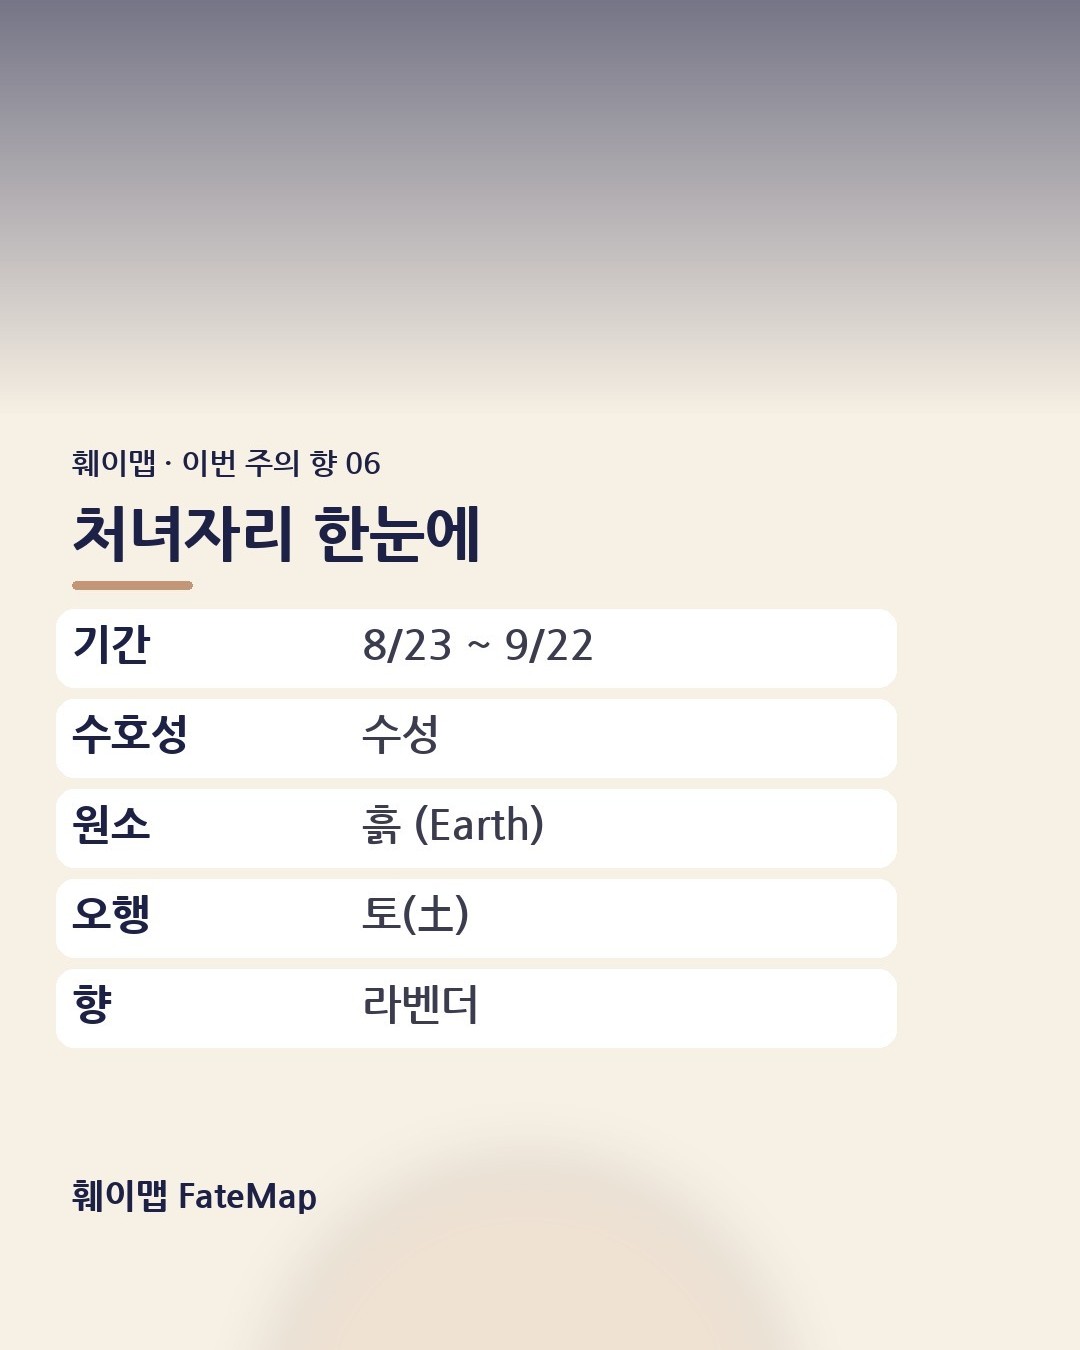 훼이맵 · 이번 주의 향 06
처녀자리 한눈에
기간 8/23 ~ 9/22
수호성 수성
원소 흙 (Earth)
오행 토(土)
향 라벤더
훼이맵 FateMap